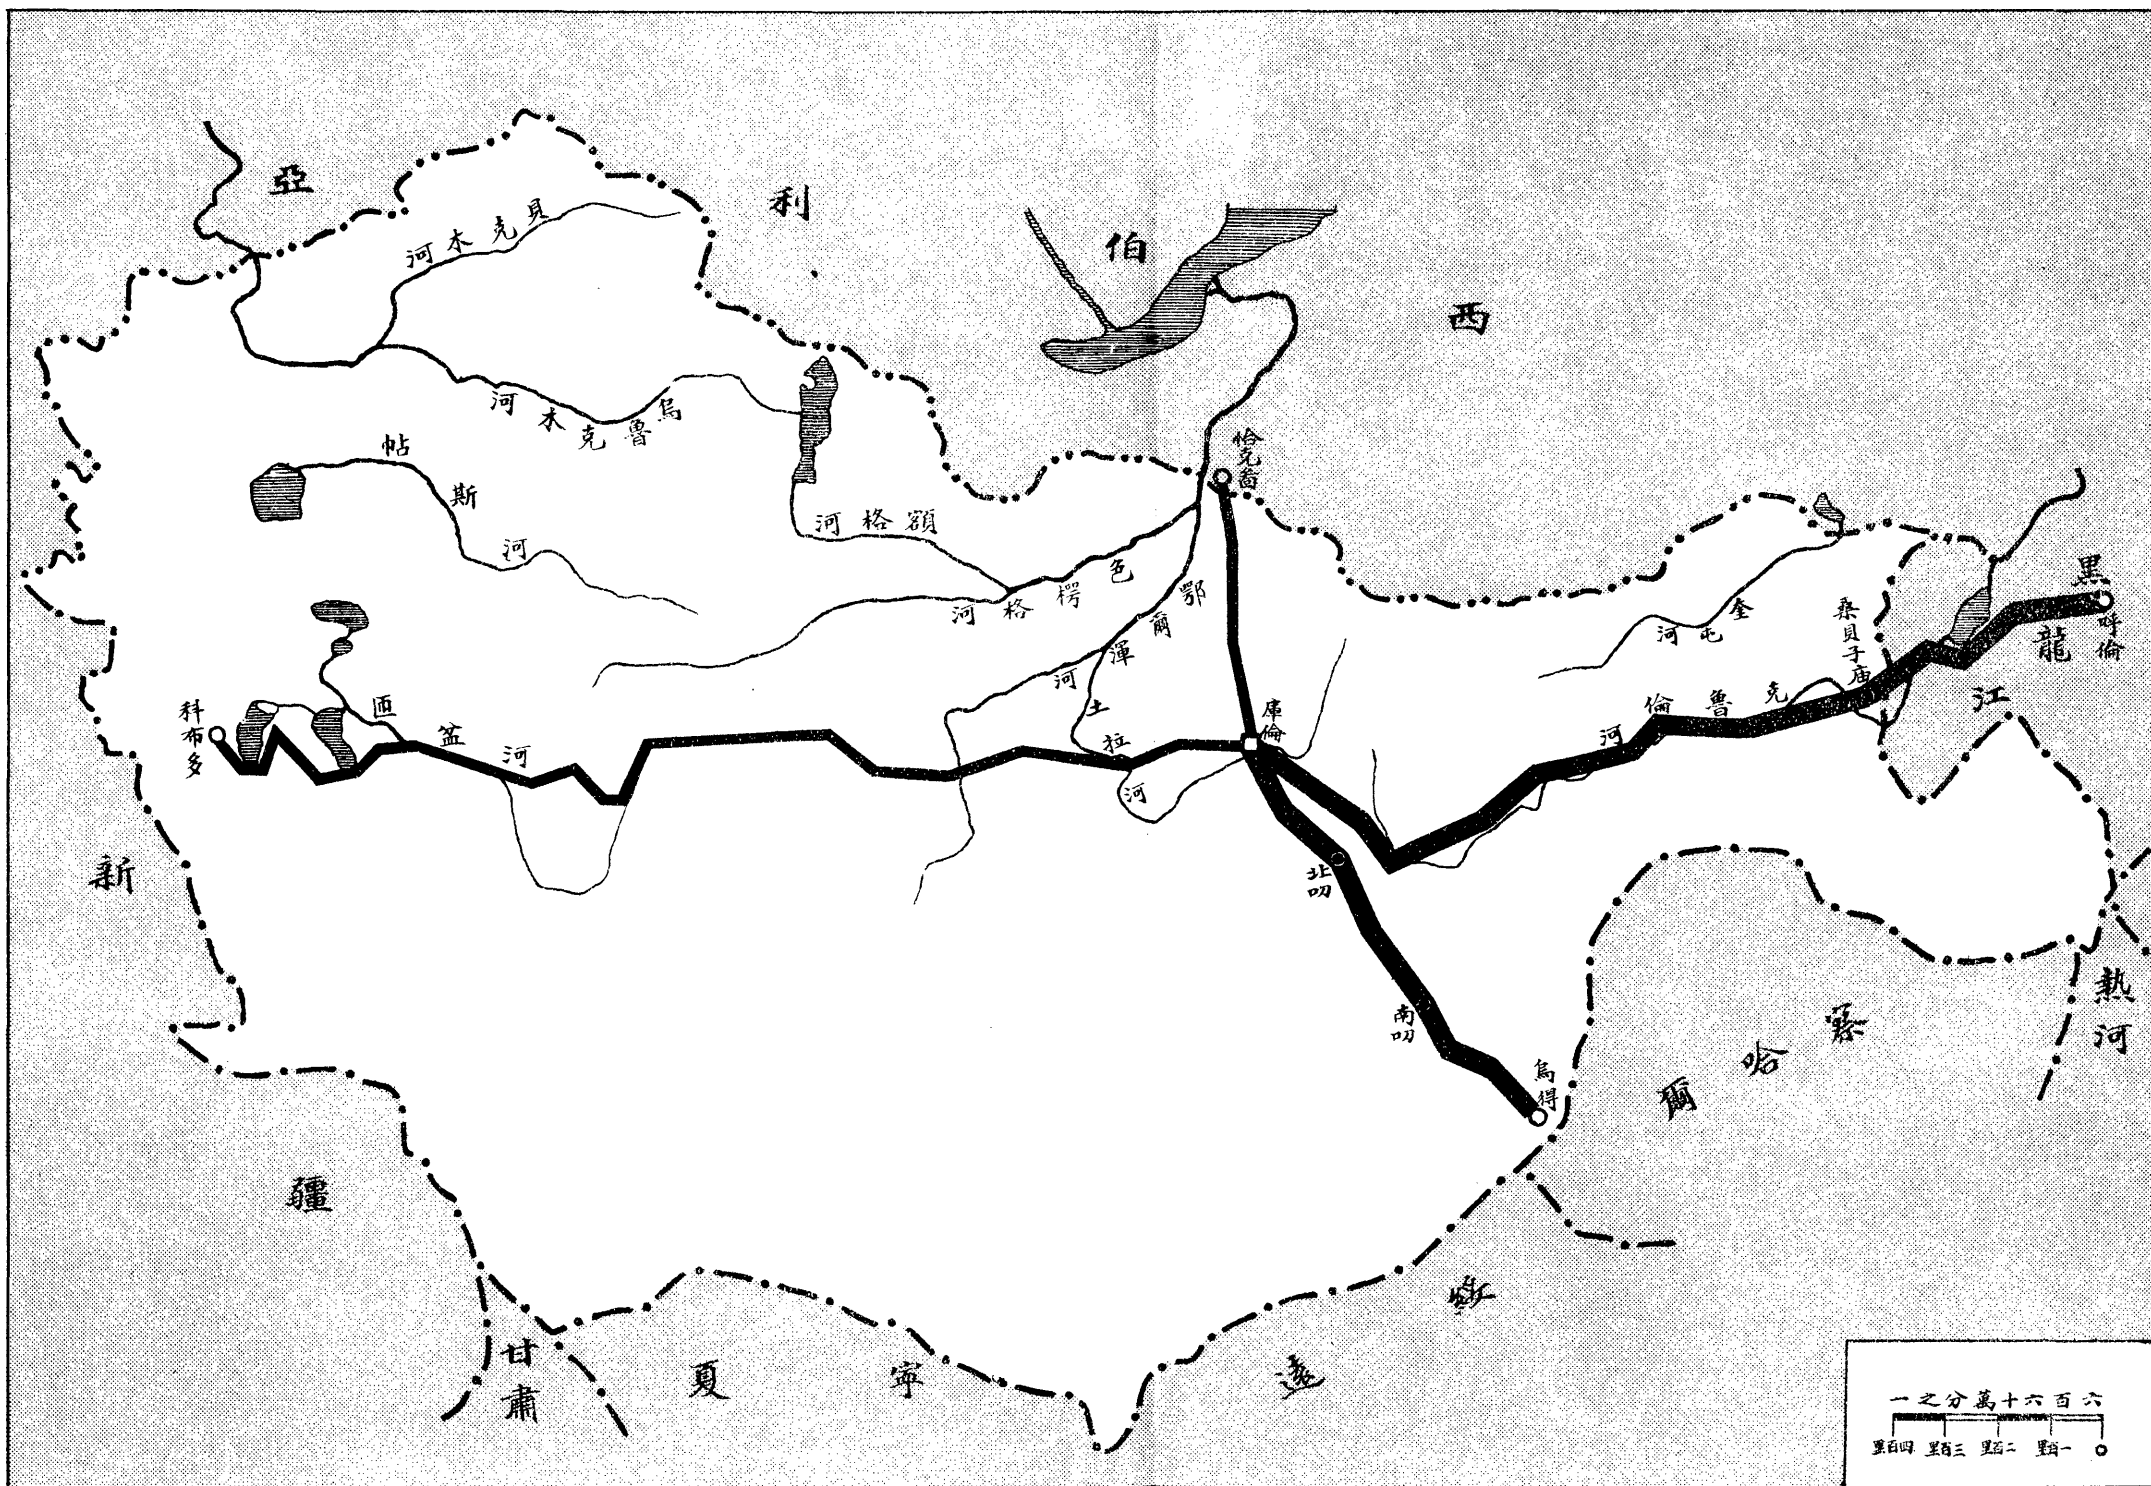 西伯利亞
貝克木河
烏魯克木河
帖斯河
額格河
色楞格河
鄂爾渾河
土拉河
恰克圖
庫倫
奎屯河
克魯倫河
桑貝子庙
呼倫
黑龍江
科布多
匝盆河
北叨
南叨
烏得
新疆
甘肅
寧夏
綏遠
察哈爾
熱河
六百六十萬分之一
〇 一百里 二百里 三百里 四百里